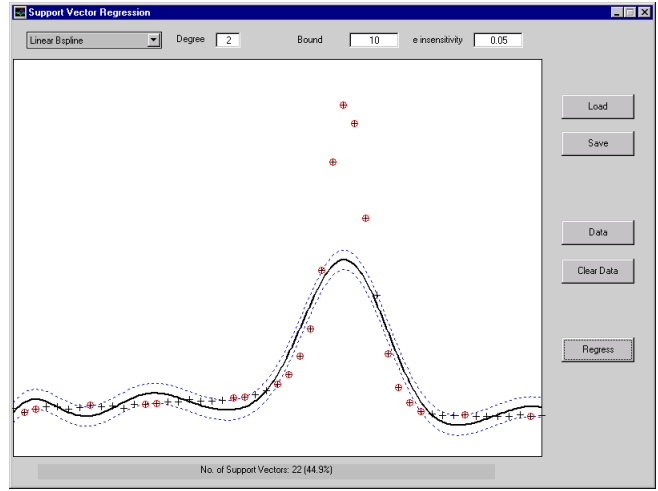 Support Vector Regression
Linear Bspline Degree 2 Bound 10 e insensitivity 0.05
Load
Save
Data
Clear Data
Regress
No. of Support Vectors: 22 (44.9%)